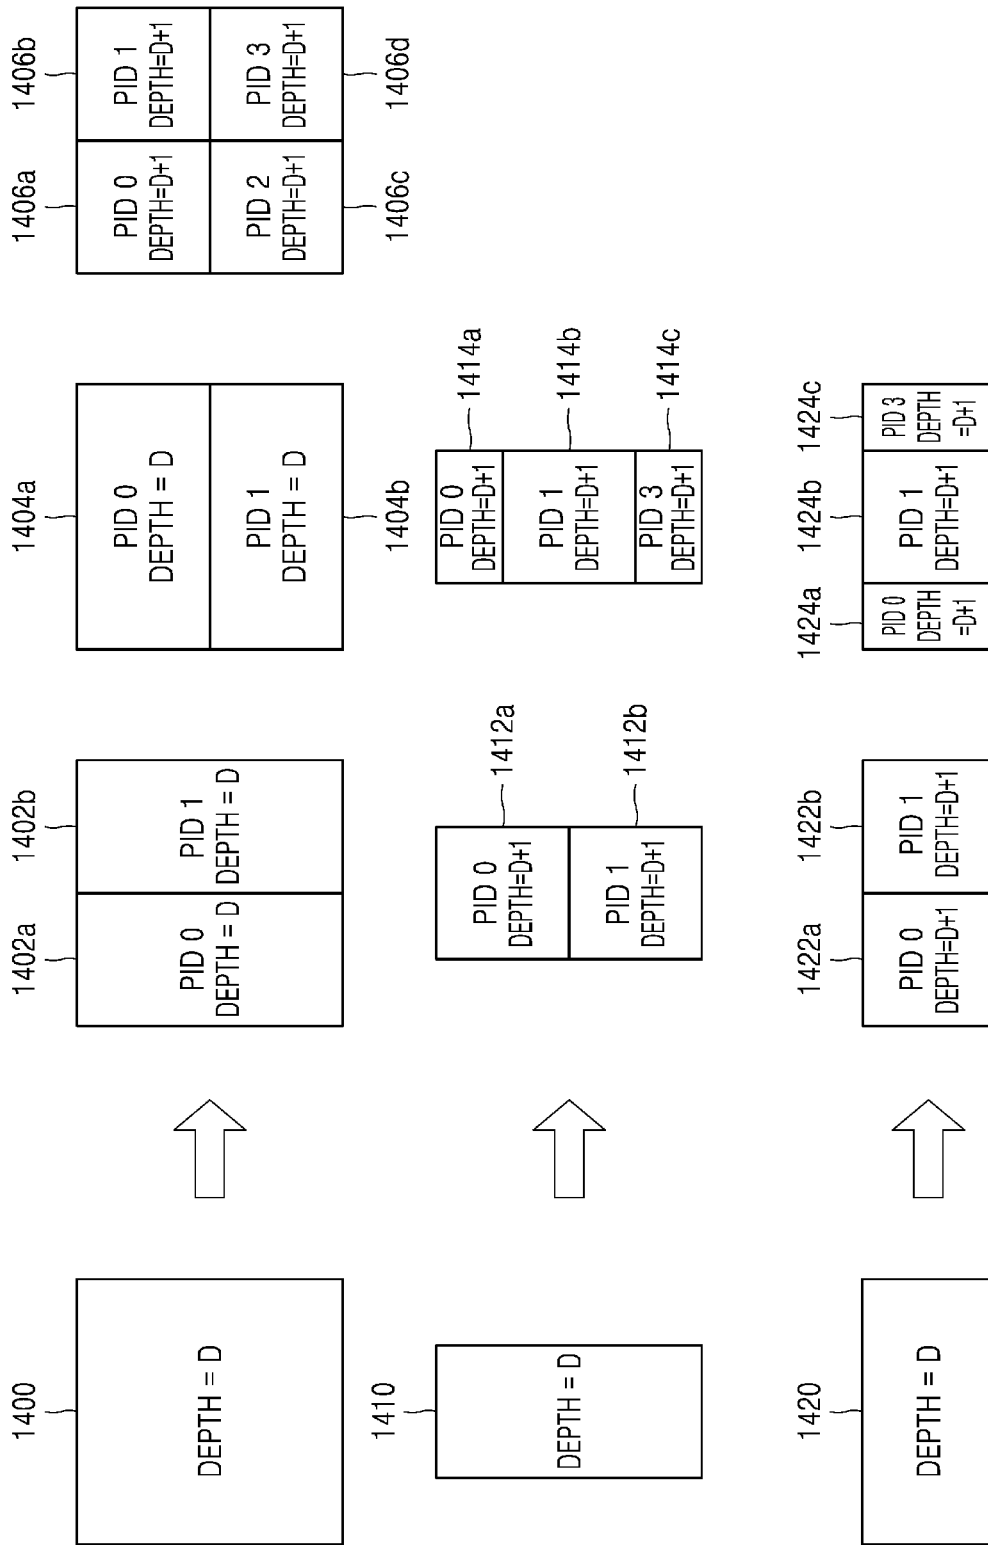 1400
DEPTH = D
1402a
1402b
PID 0
DEPTH = D
PID 1
DEPTH = D
1404a
PID 0
DEPTH = D
PID 1
DEPTH = D
1404b
1406a
1406b
PID 0
DEPTH=D+1
PID 1
DEPTH=D+1
PID 2
DEPTH=D+1
PID 3
DEPTH=D+1
1406c
1406d
1410
DEPTH = D
PID 0
DEPTH=D+1
1412a
PID 1
DEPTH=D+1
1412b
PID 0
DEPTH=D+1
1414a
PID 1
DEPTH=D+1
1414b
PID 3
DEPTH=D+1
1414c
1420
DEPTH = D
1422a
1422b
PID 0
DEPTH=D+1
PID 1
DEPTH=D+1
1424a
1424b
1424c
PID 0
DEPTH
=D+1
PID 1
DEPTH=D+1
PID 3
DEPTH
=D+1